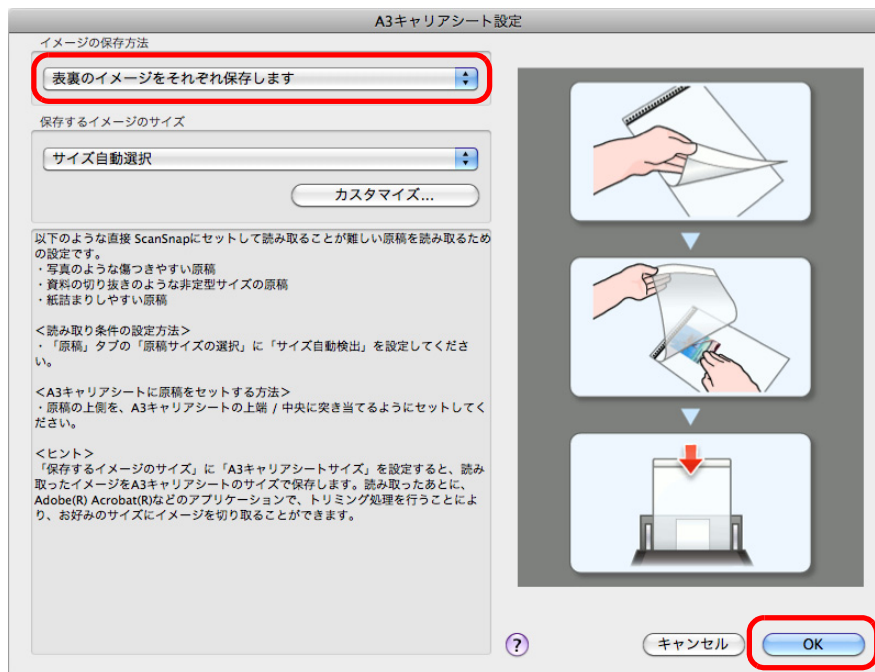 A3キャリアシート設定
イメージの保存方法
表裏のイメージをそれぞれ保存します
保存するイメージのサイズ
サイズ自動選択
カスタマイズ...
以下のような直接 ScanSnapにセットして読み取ることが難しい原稿を読み取るため
の設定です。
・写真のような傷つきやすい原稿
・資料の切り抜きのような非定型サイズの原稿
・紙詰まりしやすい原稿
<読み取り条件の設定方法>
・「原稿」タブの「原稿サイズの選択」に「サイズ自動検出」を設定してくださ
い。
<A3キャリアシートに原稿をセットする方法>
・原稿の上側を、A3キャリアシートの上端 / 中央に突き当てるようにセットしてく
ださい。
<ヒント>
「保存するイメージのサイズ」に「A3キャリアシートサイズ」を設定すると、読み
取ったイメージをA3キャリアシートのサイズで保存します。読み取ったあとに、
Adobe(R) Acrobat(R)などのアプリケーションで、トリミング処理を行うことによ
り、お好みのサイズにイメージを切り取ることができます。
?
キャンセル
OK